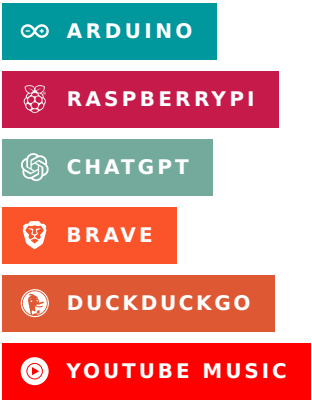 ARDUINO
RASPBERRYPI
CHATGPT
BRAVE
DUCKDUCKGO
YOUTUBE MUSIC